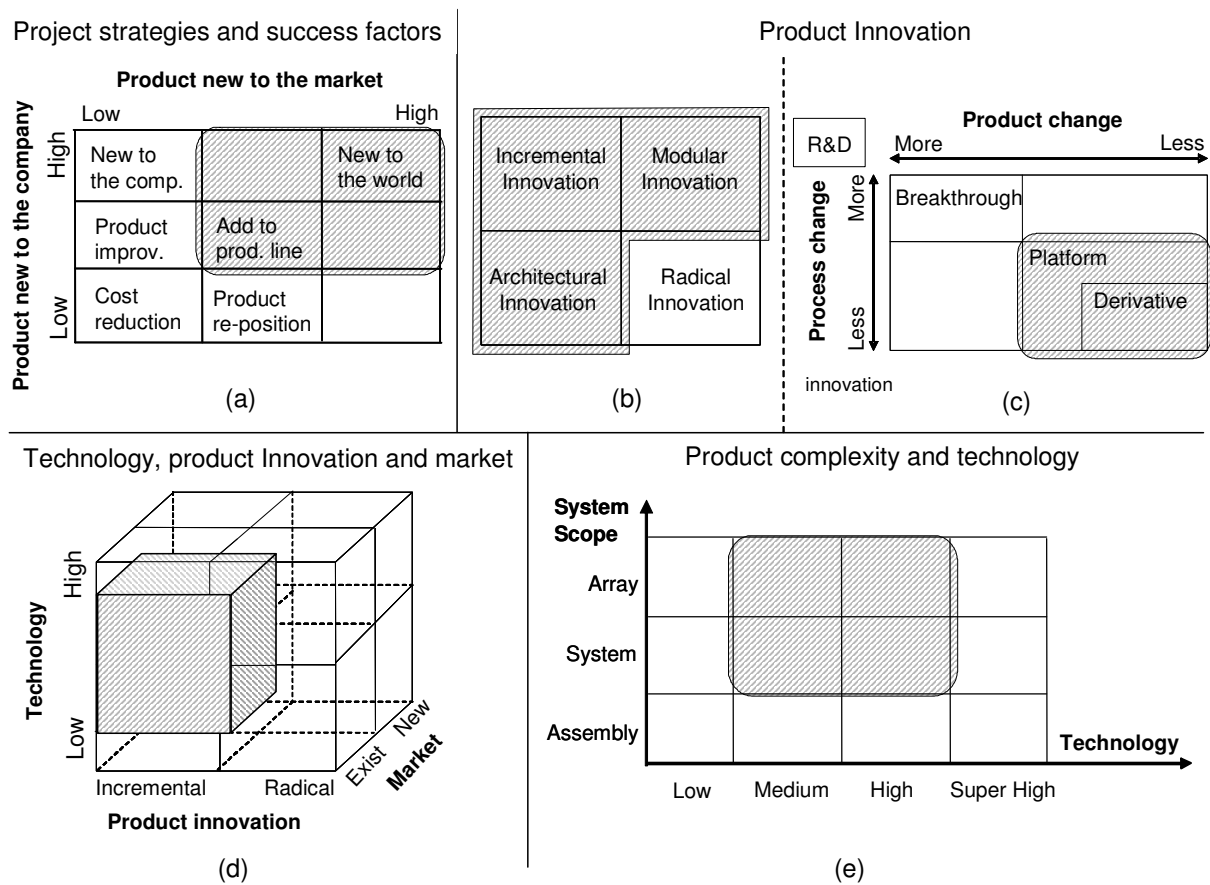 Project strategies and success factors
Product new to the market
Low
High
Product new to the company
High
Low
New to
the comp.
New to
the world
Product
improv.
Add to
prod. line
Cost
reduction
Product
re-position
(a)
Product Innovation
Incremental
Innovation
Modular
Innovation
Architectural
Innovation
Radical
Innovation
(b)
R&D
Product change
More
Less
Process change
More
Less
Breakthrough
Platform
Derivative
innovation
(c)
Technology, product Innovation and market
Technology
High
Low
Incremental
Radical
Product innovation
Exist
New
Market
(d)
Product complexity and technology
System
Scope
Array
System
Assembly
Technology
Low
Medium
High
Super High
(e)